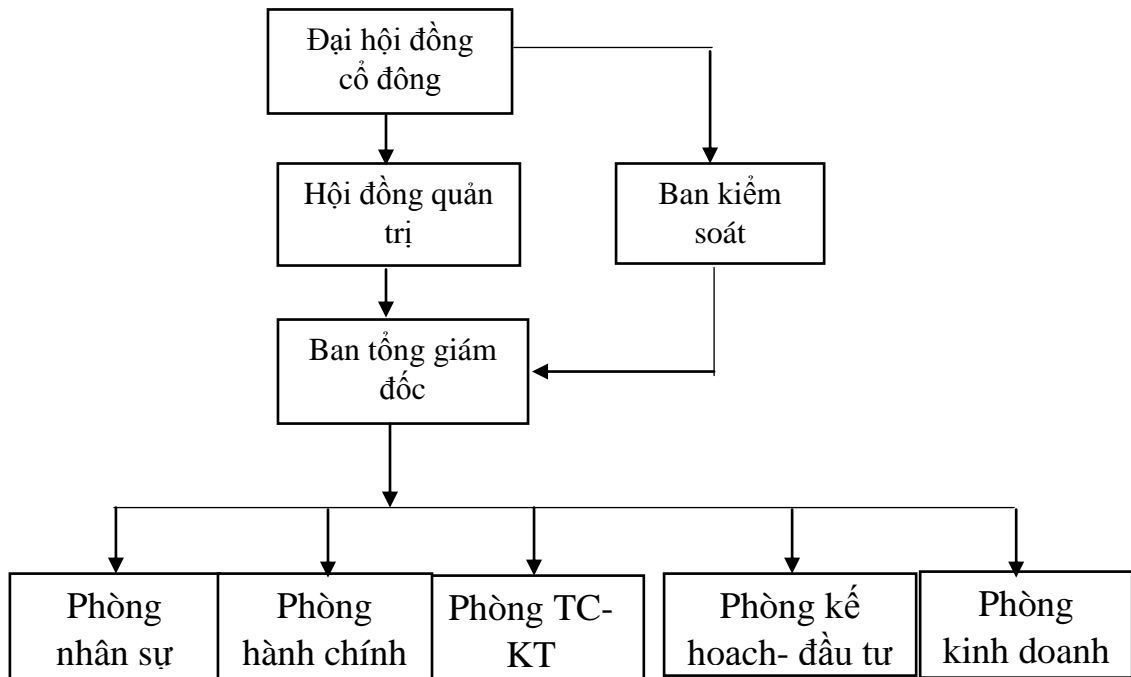 Đại hội đồng
cổ đông
Hội đồng quản
trị
Ban kiểm
soát
Ban tổng giám
đốc
Phòng
nhân sự
Phòng
hành chính
Phòng TC-
KT
Phòng kế
hoach- đầu tư
Phòng
kinh doanh